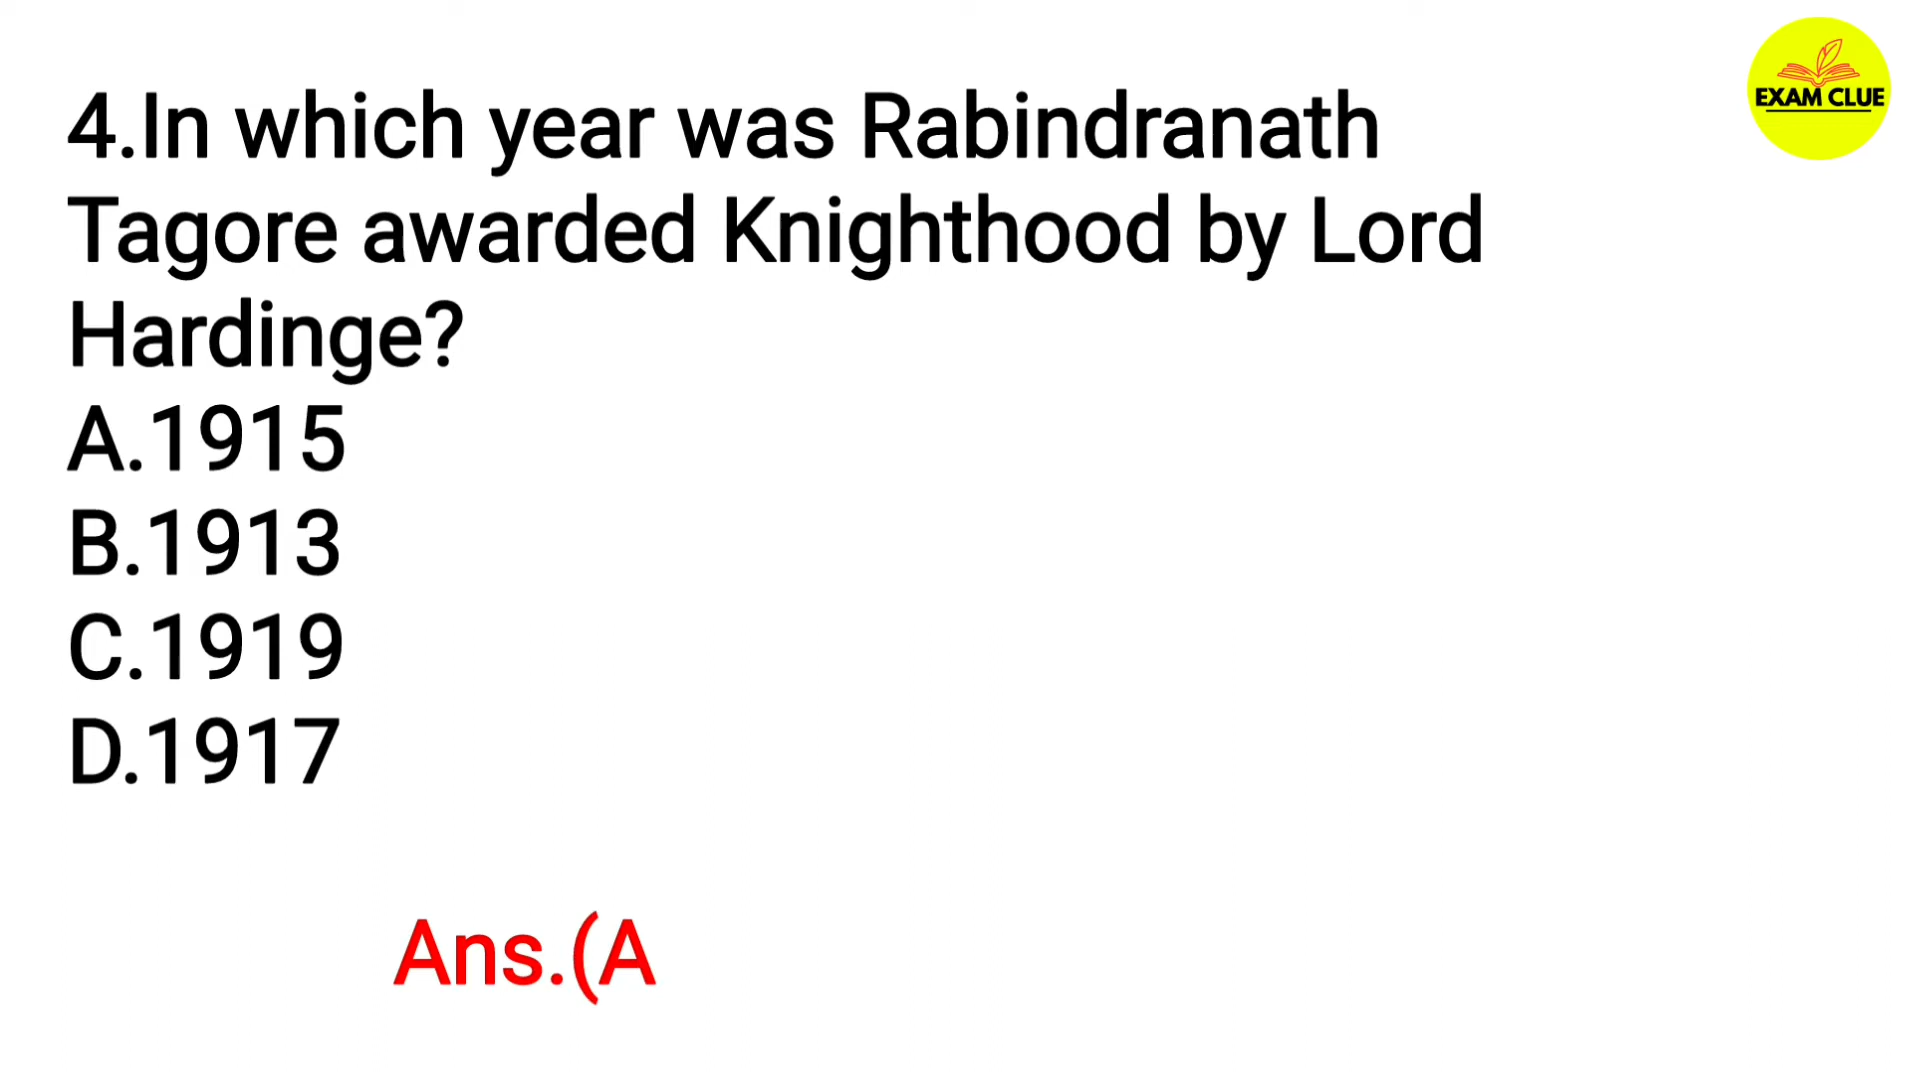 4.In which year was Rabindranath
Tagore awarded Knighthood by Lord
Hardinge?
A.1915
B.1913
C.1919
D.1917
Ans.(A
EXAM CLUE